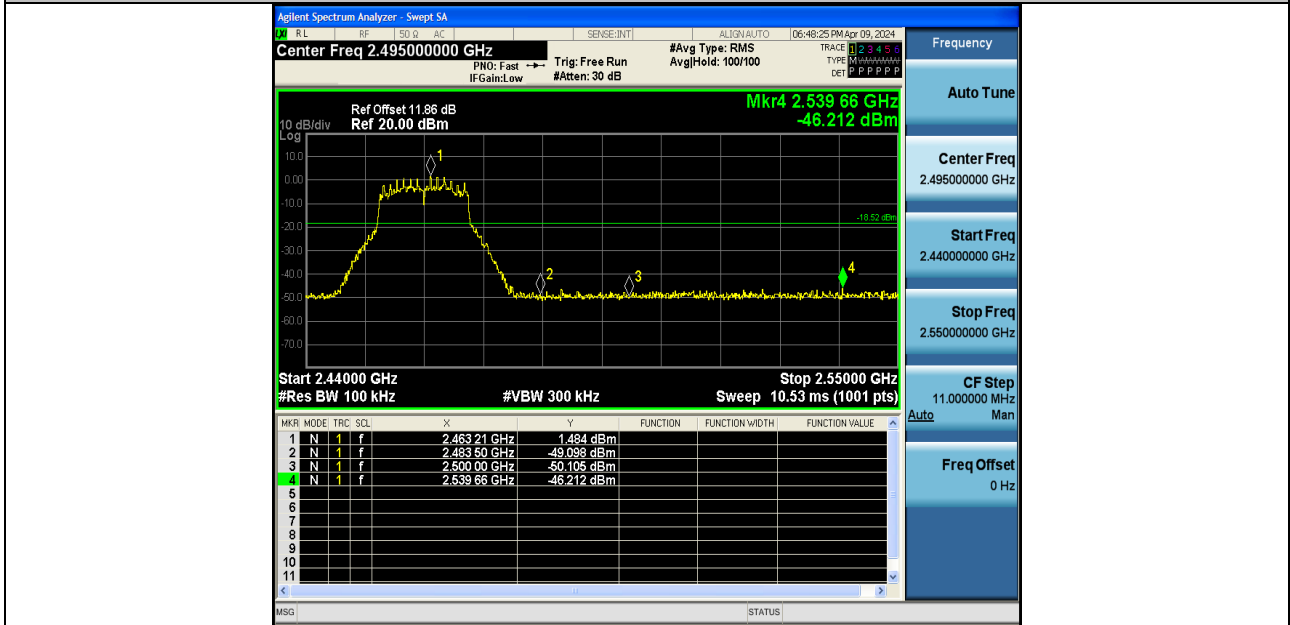 Agilent Spectrum Analyzer - Swept SA
LXI RL RF 50 Ω AC SENSE:INT ALIGN AUTO 06:48:25 PM Apr 09, 2024
Center Freq 2.495000000 GHz
PNO: Fast
IFGain:Low
Trig: Free Run
#Atten: 30 dB
#Avg Type: RMS
Avg|Hold: 100/100
TRACE 1 2 3 4 5 6
TYPE M
DET P P P P P P
Ref Offset 11.86 dB
10 dB/div Ref 20.00 dBm
Log
Mkr4 2.539 66 GHz
-46.212 dBm
10.0
0.00
-10.0
-20.0
-30.0
-40.0
-50.0
-60.0
-70.0
1
2
3
4
-18.52 dBm
Start 2.44000 GHz Stop 2.55000 GHz
#Res BW 100 kHz #VBW 300 kHz Sweep 10.53 ms (1001 pts)
MKR MODE TRC SCL X Y FUNCTION FUNCTION WIDTH FUNCTION VALUE
1 N 1 f 2.463 21 GHz 1.484 dBm
2 N 1 f 2.483 50 GHz -49.098 dBm
3 N 1 f 2.500 00 GHz -50.105 dBm
4 N 1 f 2.539 66 GHz -46.212 dBm
5
6
7
8
9
10
11
MSG STATUS
Frequency
Auto Tune
Center Freq
2.495000000 GHz
Start Freq
2.440000000 GHz
Stop Freq
2.550000000 GHz
CF Step
11.000000 MHz
Auto Man
Freq Offset
0 Hz